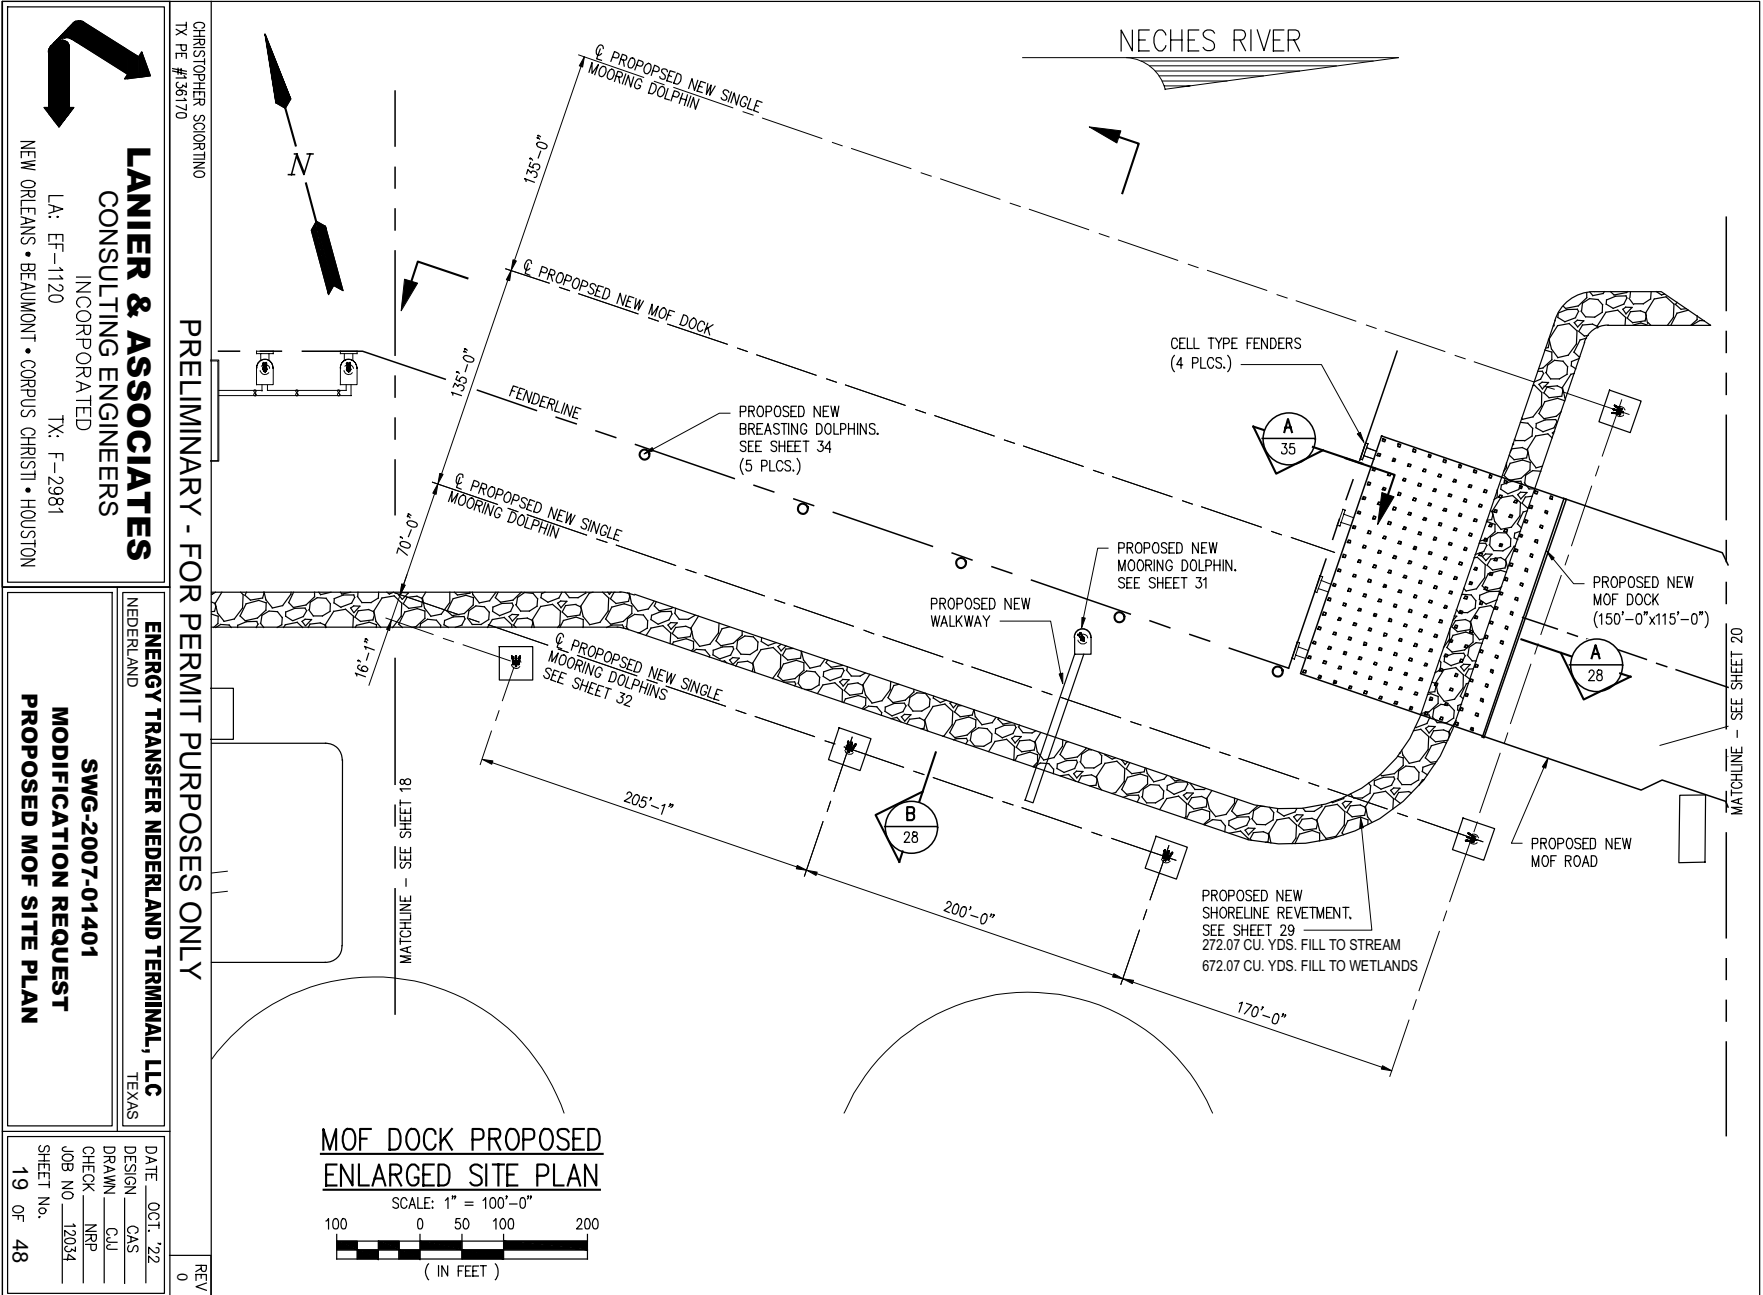 NECHES RIVER
℄ PROPOPSED NEW SINGLE
MOORING DOLPHIN
135'-0"
N
℄ PROPOPSED NEW MOF DOCK
135'-0"
FENDERLINE
CELL TYPE FENDERS
(4 PLCS.)
PROPOSED NEW
BREASTING DOLPHINS.
SEE SHEET 34
(5 PLCS.)
A
35
℄ PROPOPSED NEW SINGLE
MOORING DOLPHIN
70'-0"
PROPOSED NEW
MOORING DOLPHIN.
SEE SHEET 31
PROPOSED NEW
WALKWAY
PROPOSED NEW
MOF DOCK
(150'-0"x115'-0")
16'-1"
℄ PROPOPSED NEW SINGLE
MOORING DOLPHINS
SEE SHEET 32
A
28
MATCHLINE - SEE SHEET 20
205'-1"
B
28
MATCHLINE - SEE SHEET 18
PROPOSED NEW
MOF ROAD
200'-0"
PROPOSED NEW
SHORELINE REVETMENT.
SEE SHEET 29
272.07 CU. YDS. FILL TO STREAM
672.07 CU. YDS. FILL TO WETLANDS
170'-0"
MOF DOCK PROPOSED
ENLARGED SITE PLAN
SCALE: 1" = 100'-0"
100 0 50 100 200
( IN FEET )
CHRISTOPHER SCIORTINO
TX PE #136170
PRELIMINARY - FOR PERMIT PURPOSES ONLY
REV
0
LANIER & ASSOCIATES
CONSULTING ENGINEERS
INCORPORATED
LA: EF-1120 TX: F-2981
NEW ORLEANS • BEAUMONT • CORPUS CHRISTI • HOUSTON
ENERGY TRANSFER NEDERLAND TERMINAL, LLC
NEDERLAND TEXAS
SWG-2007-01401
MODIFICATION REQUEST
PROPOSED MOF SITE PLAN
DATE OCT. '22
DESIGN CAS
DRAWN CJJ
CHECK NRP
JOB NO 12034
SHEET No.
19 OF 48